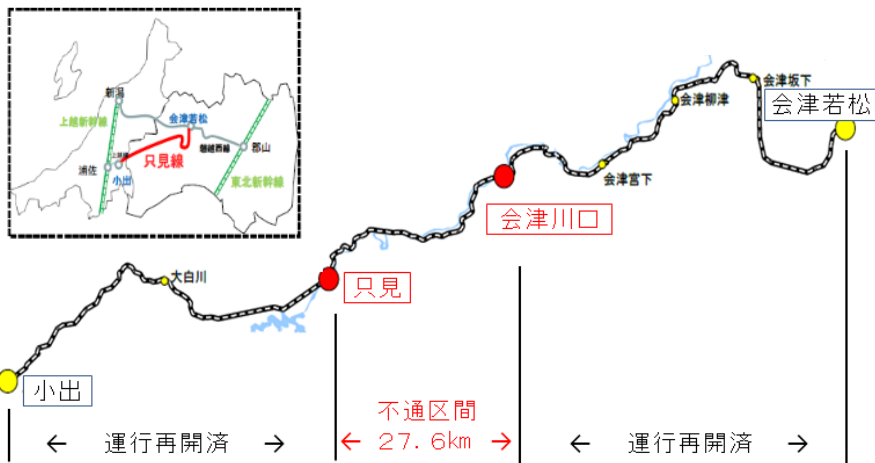 新潟
上越新幹線
会津若松
磐越西線
郡山
上越線
只見線
浦佐
小出
東北新幹線
会津坂下
会津若松
会津柳津
会津宮下
会津川口
大白川
只見
小出
不通区間
← 運行再開済 →
← 27.6km →
← 運行再開済 →